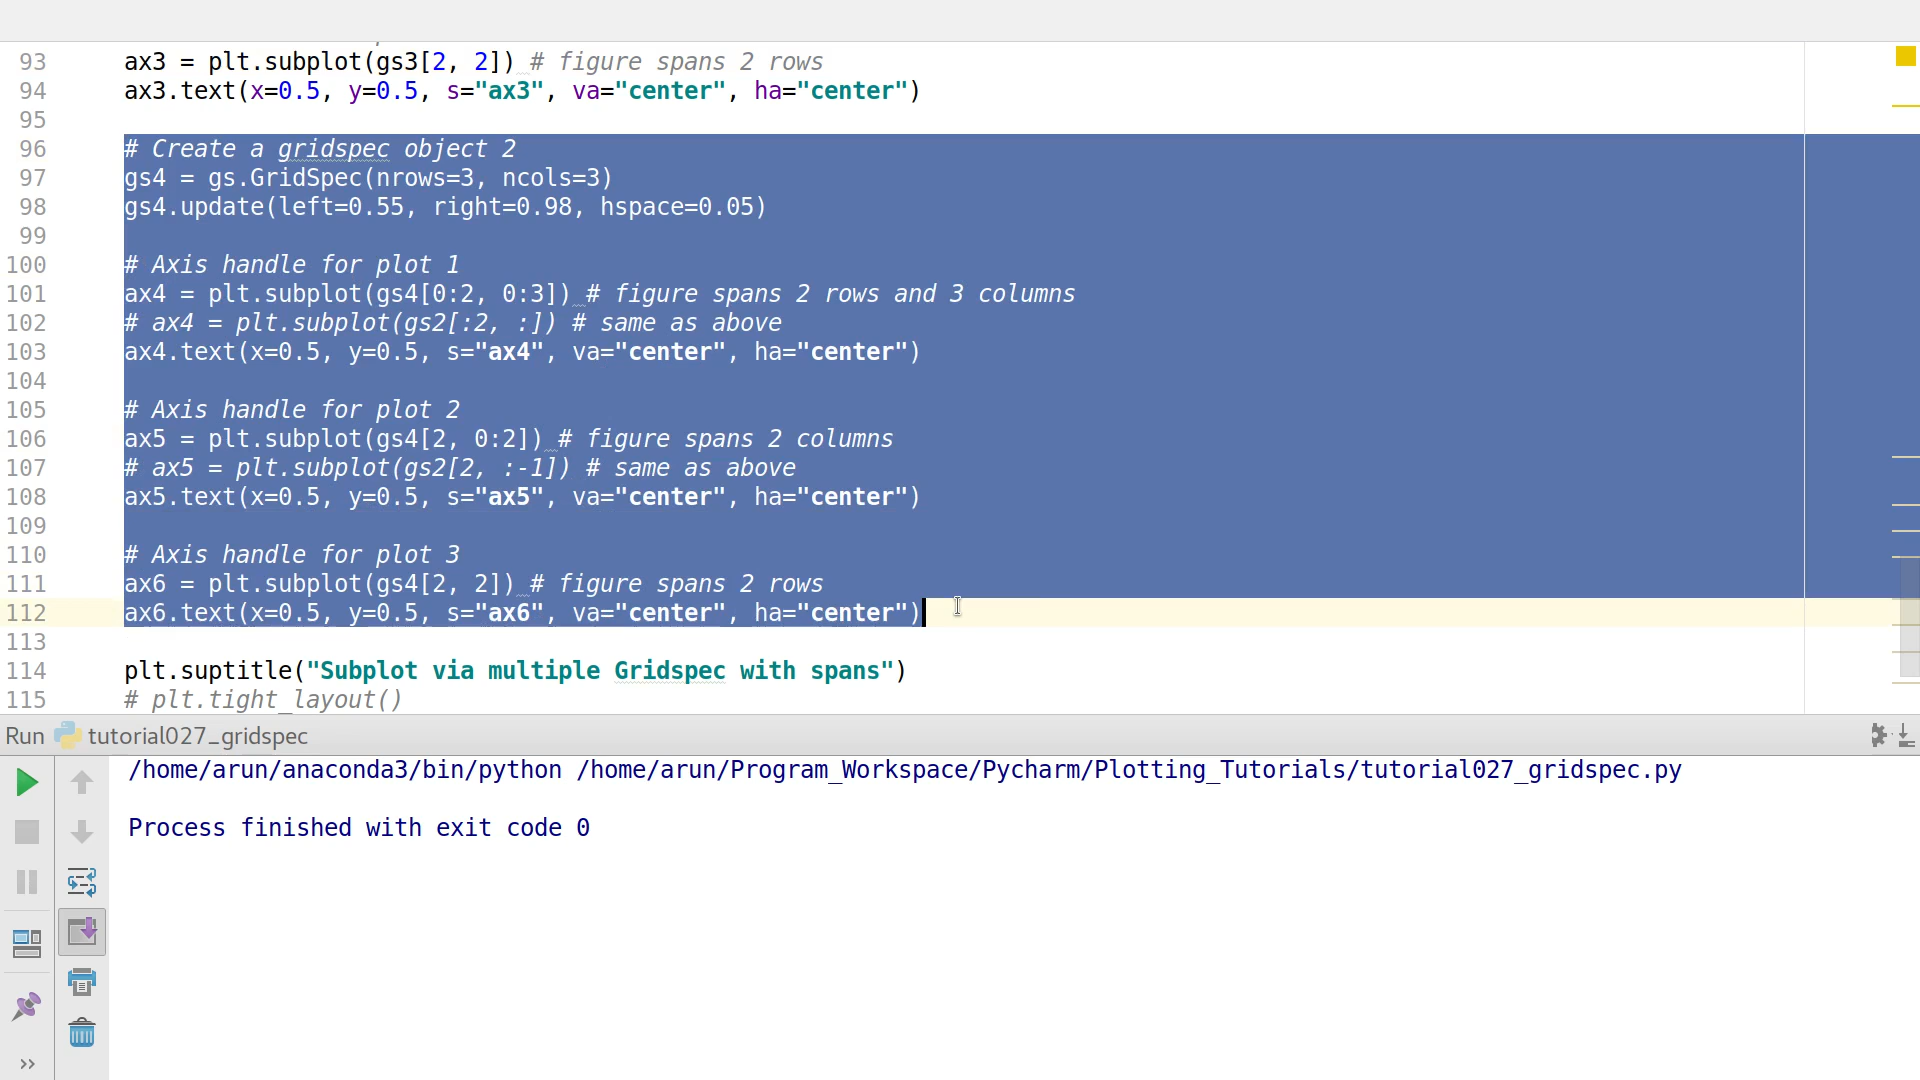 93 ax3 = plt.subplot(gs3[2, 2]) # figure spans 2 rows
94 ax3.text(x=0.5, y=0.5, s="ax3", va="center", ha="center")
95
96 # Create a gridspec object 2
97 gs4 = gs.GridSpec(nrows=3, ncols=3)
98 gs4.update(left=0.55, right=0.98, hspace=0.05)
99
100 # Axis handle for plot 1
101 ax4 = plt.subplot(gs4[0:2, 0:3]) # figure spans 2 rows and 3 columns
102 # ax4 = plt.subplot(gs2[:2, :]) # same as above
103 ax4.text(x=0.5, y=0.5, s="ax4", va="center", ha="center")
104
105 # Axis handle for plot 2
106 ax5 = plt.subplot(gs4[2, 0:2]) # figure spans 2 columns
107 # ax5 = plt.subplot(gs2[2, :-1]) # same as above
108 ax5.text(x=0.5, y=0.5, s="ax5", va="center", ha="center")
109
110 # Axis handle for plot 3
111 ax6 = plt.subplot(gs4[2, 2]) # figure spans 2 rows
112 ax6.text(x=0.5, y=0.5, s="ax6", va="center", ha="center")
113
114 plt.suptitle("Subplot via multiple Gridspec with spans")
115 # plt.tight_layout()
Run tutorial027_gridspec
/home/arun/anaconda3/bin/python /home/arun/Program_Workspace/Pycharm/Plotting_Tutorials/tutorial027_gridspec.py
Process finished with exit code 0